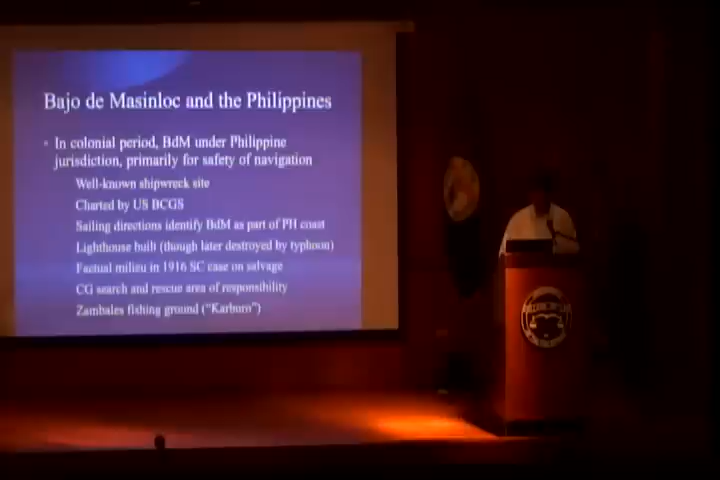 Bajo de Masinloc and the Philippines
• In colonial period, BdM under Philippine
jurisdiction, primarily for safety of navigation
Well-known shipwreck site
Charted by US BCGS
Sailing directions identify BdM as part of PH coast
Lighthouse built (though later destroyed by typhoon)
Factual milieu in 1916 SC case on salvage
CG search and rescue area of responsibility
Zambales fishing ground ("Karburo")
COLLEGE OF LAW